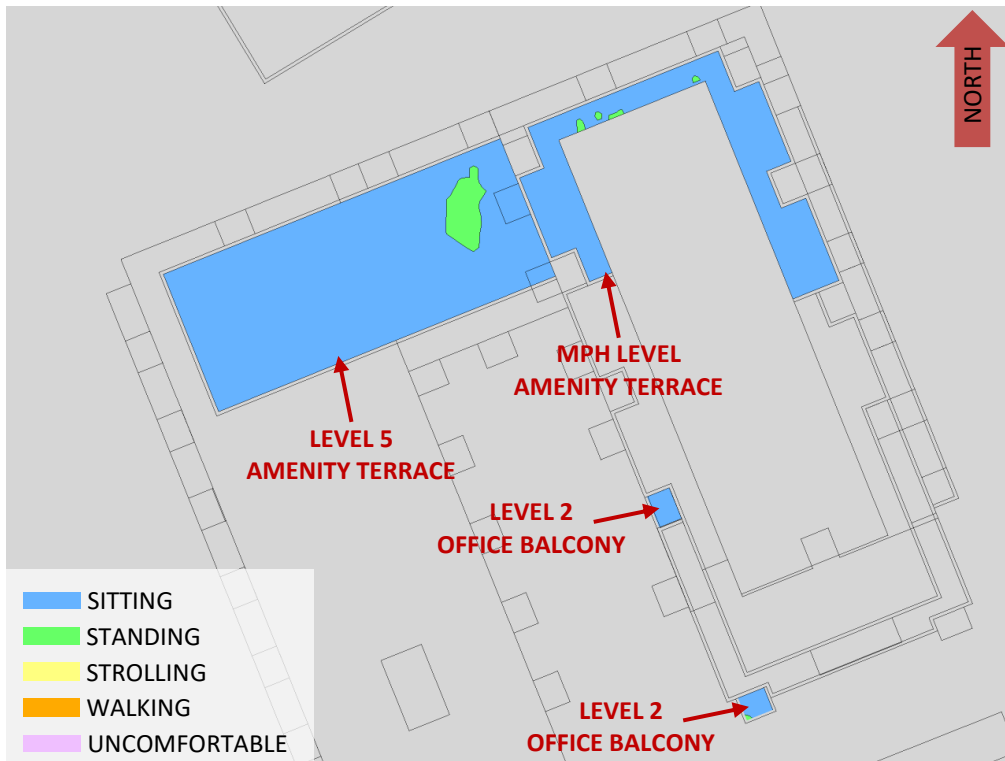 NORTH
MPH LEVEL
AMENITY TERRACE
LEVEL 5
AMENITY TERRACE
LEVEL 2
OFFICE BALCONY
SITTING
STANDING
STROLLING
WALKING
UNCOMFORTABLE
LEVEL 2
OFFICE BALCONY